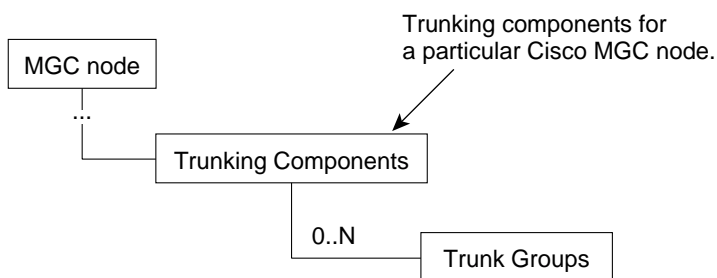 Trunking components for
a particular Cisco MGC node.
MGC node
...
Trunking Components
0..N
Trunk Groups